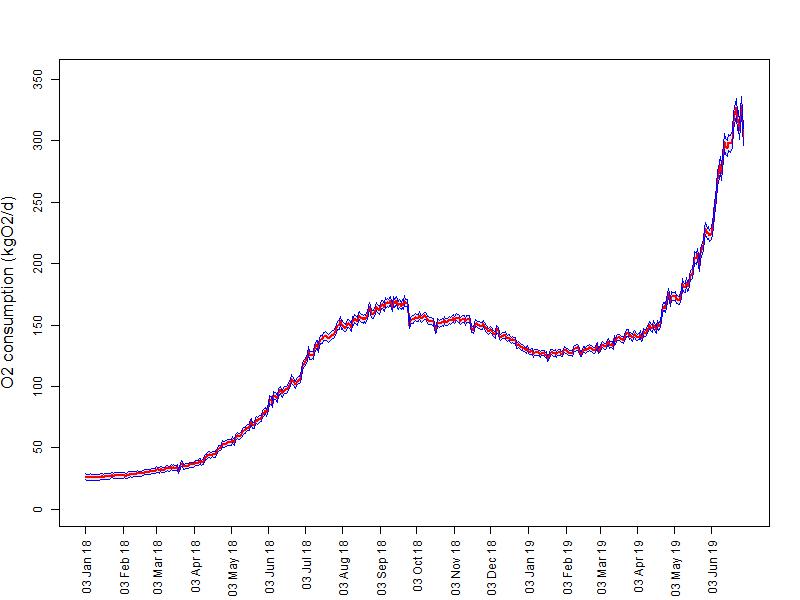 O2 consumption (kgO2/d)
350
300
250
200
150
100
50
0
03 Jan 18
03 Feb 18
03 Mar 18
03 Apr 18
03 May 18
03 Jun 18
03 Jul 18
03 Aug 18
03 Sep 18
03 Oct 18
03 Nov 18
03 Dec 18
03 Jan 19
03 Feb 19
03 Mar 19
03 Apr 19
03 May 19
03 Jun 19